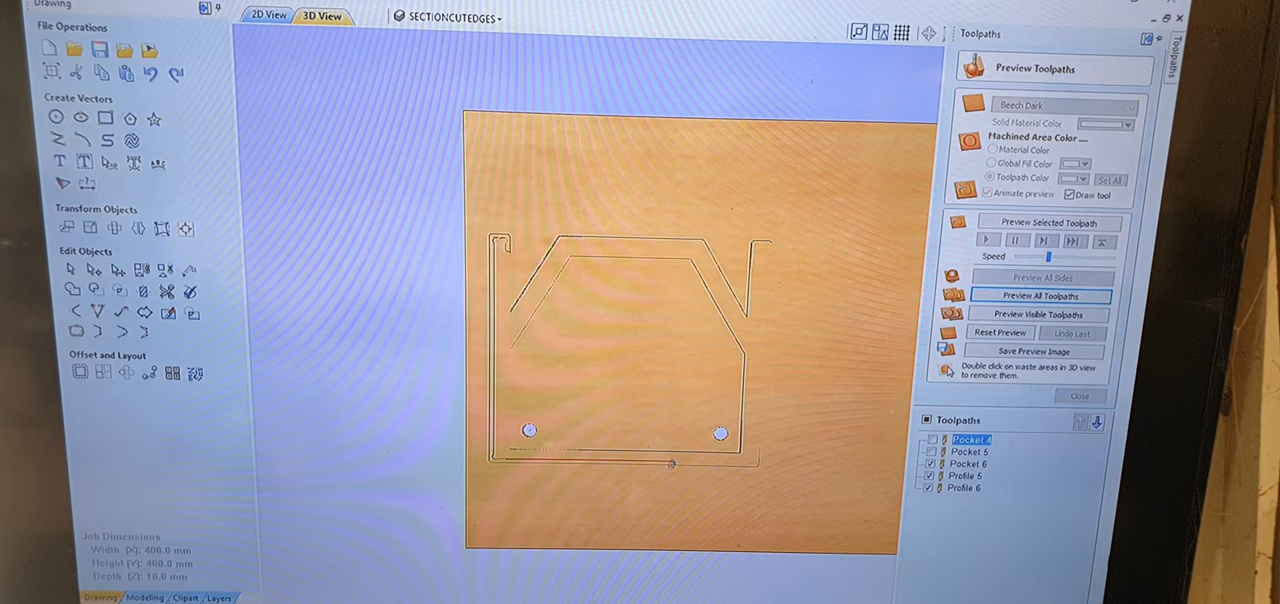 Drawing
File Operations
Create Vectors
Transform Objects
Edit Objects
Offset and Layout
Job Dimensions
Width (X): 400.0 mm
Height (Y): 400.0 mm
Depth (Z): 10.0 mm
Drawing Modeling Clipart Layers
2D View 3D View SECTIONCUTEDGES
Toolpaths
Toolpaths
Preview Toolpaths
Beech Dark
Solid Material Color
Machined Area Color ....
Material Color
Global Fill Color
Toolpath Color Set All
Animate preview Draw tool
Preview Selected Toolpath
Speed
Preview All Sides
Preview All Toolpaths
Preview Visible Toolpaths
Reset Preview Undo Last
Save Preview Image
Double click on waste areas in 3D view
to remove them.
Close
Toolpaths
Pocket 4
Pocket 5
Pocket 6
Profile 5
Profile 6